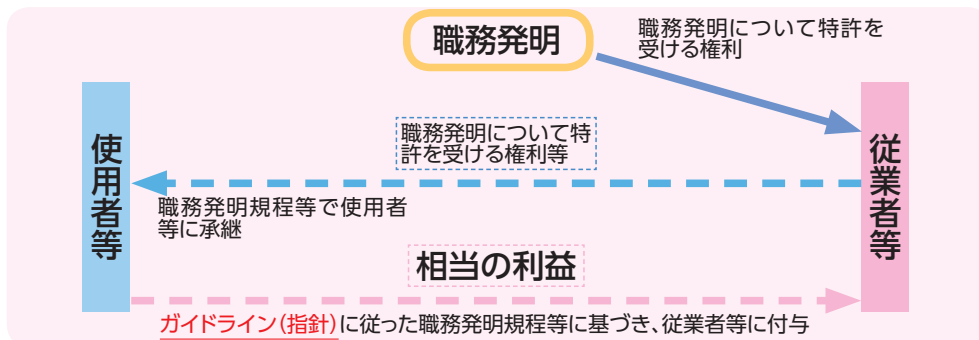 職務発明
職務発明について特許を
受ける権利
使用者等
職務発明について特
許を受ける権利等
従業者等
職務発明規程等で使用者
等に承継
相当の利益
ガイドライン(指針)に従った職務発明規程等に基づき、従業者等に付与